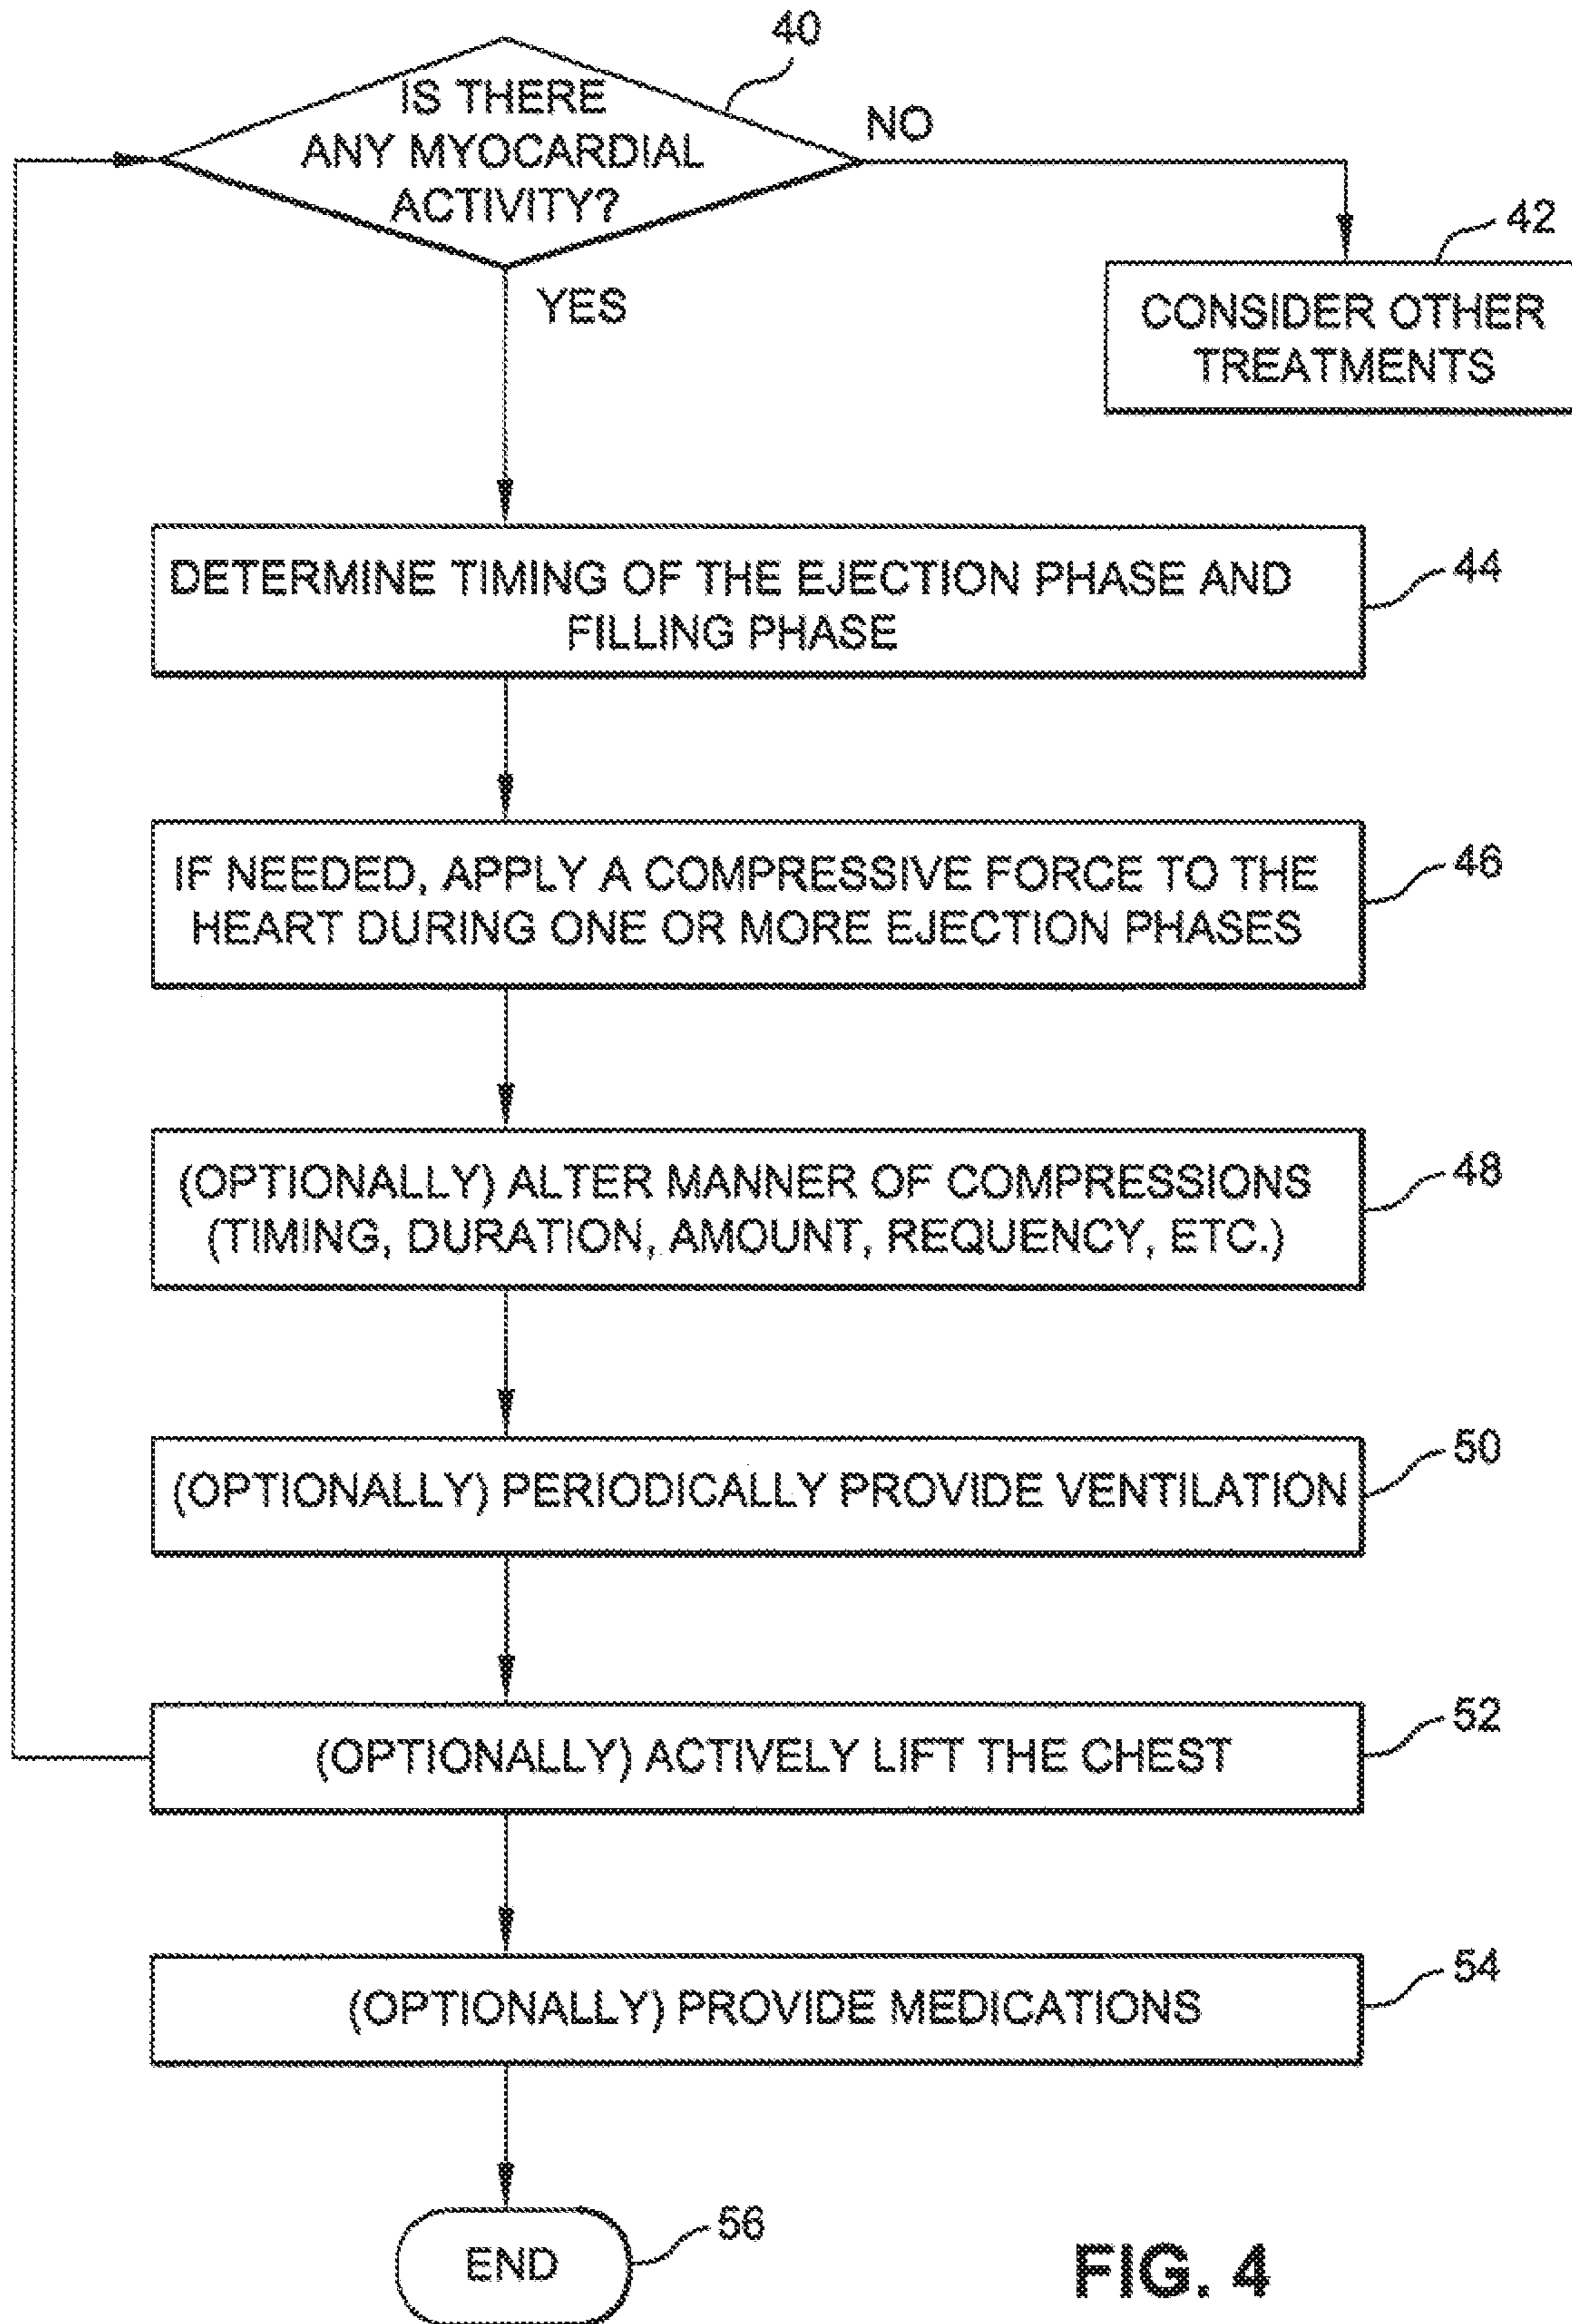 40
IS THERE
ANY MYOCARDIAL
ACTIVITY?
NO
YES
42
CONSIDER OTHER
TREATMENTS
DETERMINE TIMING OF THE EJECTION PHASE AND
FILLING PHASE
44
IF NEEDED, APPLY A COMPRESSIVE FORCE TO THE
HEART DURING ONE OR MORE EJECTION PHASES
46
(OPTIONALLY) ALTER MANNER OF COMPRESSIONS
(TIMING, DURATION, AMOUNT, REQUENCY, ETC.)
48
(OPTIONALLY) PERIODICALLY PROVIDE VENTILATION
50
(OPTIONALLY) ACTIVELY LIFT THE CHEST
52
(OPTIONALLY) PROVIDE MEDICATIONS
54
END
56
FIG. 4